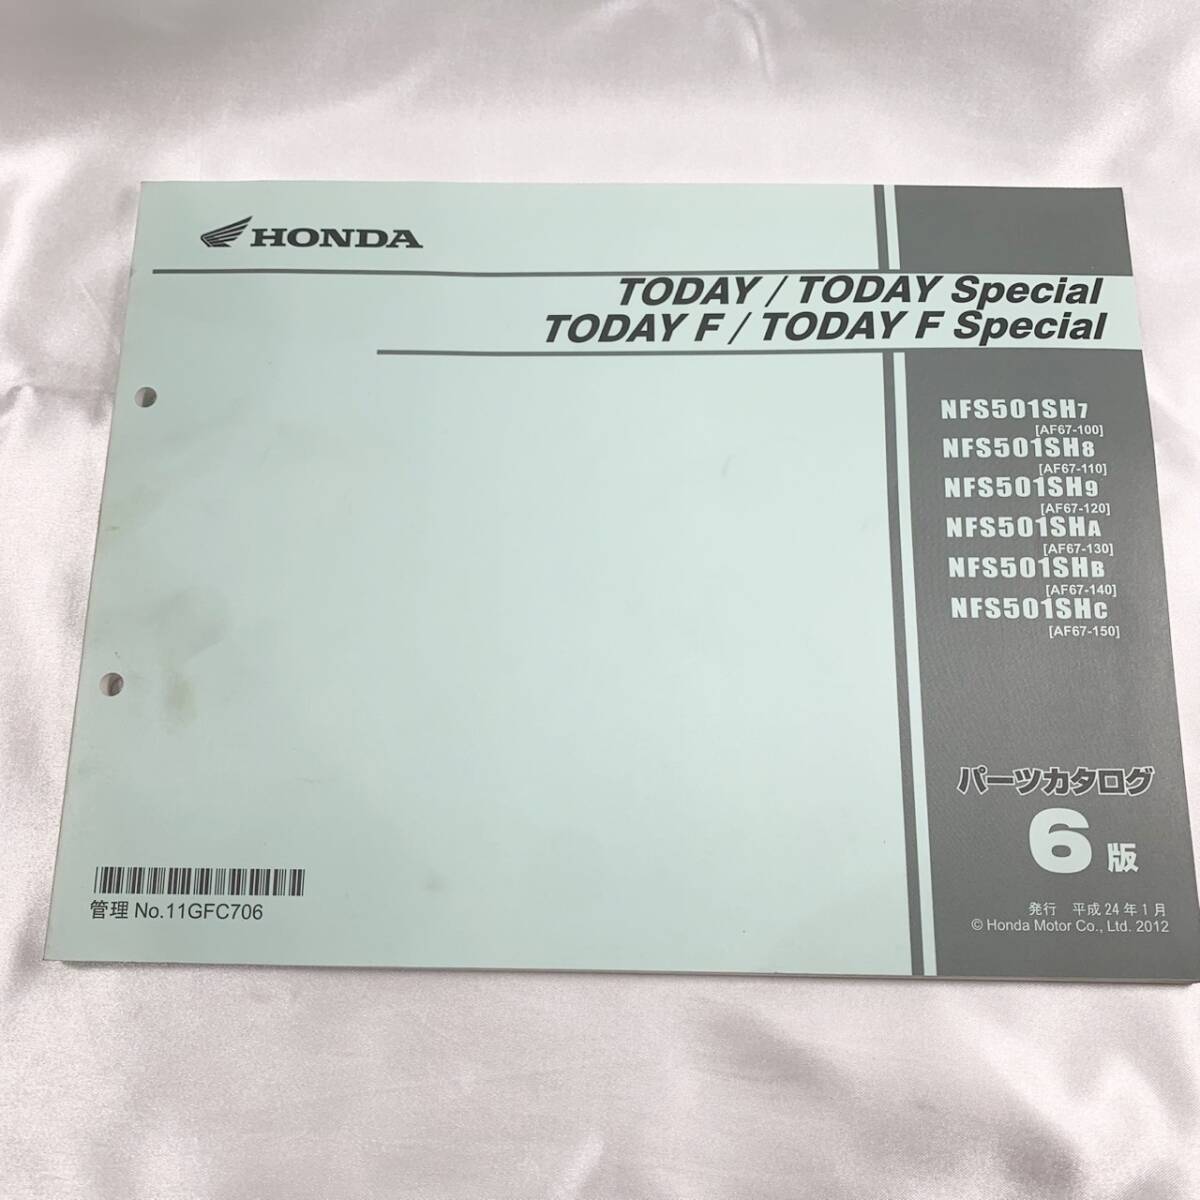 HONDA
TODAY / TODAY Special
TODAY F / TODAY F Special
NFS501SH7
[AF67-100]
NFS501SH8
[AF67-110]
NFS501SH9
[AF67-120]
NFS501SHA
[AF67-130]
NFS501SHB
[AF67-140]
NFS501SHC
[AF67-150]
パーツカタログ
6版
発行 平成24年1月
© Honda Motor Co., Ltd. 2012
管理 No.11GFC706